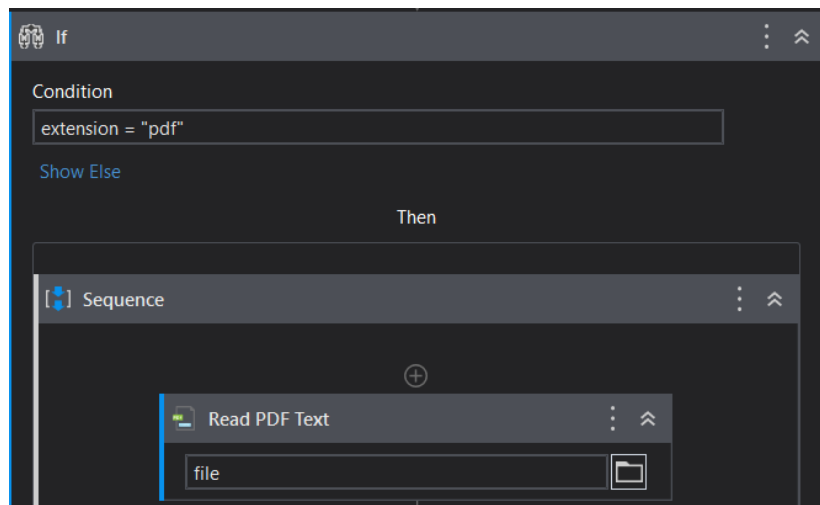 If
Condition
extension = "pdf"
Show Else
Then
Sequence
Read PDF Text
file